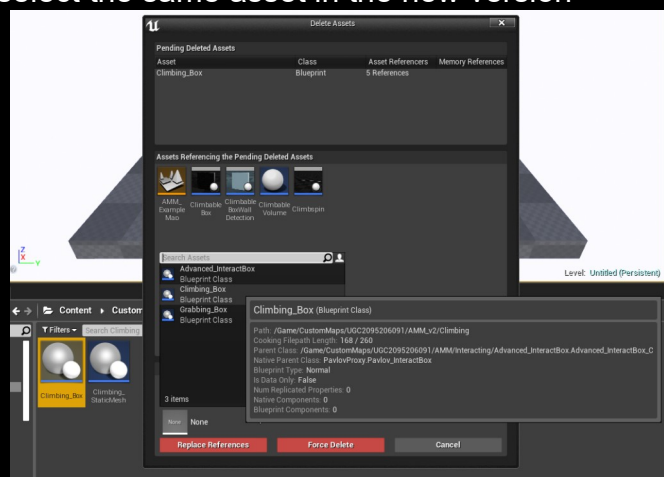 select the same asset in the new version
Delete Assets
Pending Deleted Assets
Asset Class Asset Referencers Memory References
Climbing_Box Blueprint 5 References
Assets Referencing the Pending Deleted Assets
AMM_ Example Map
Climbable Box
Climbable BoxWall Detection
Climbable Volume
Climbspin
Search Assets
Advanced_InteractBox
Blueprint Class
Climbing_Box
Blueprint Class
Grabbing_Box
Blueprint Class
3 items
None None
Replace References Force Delete Cancel
Z
X
Y
Level: Untitled (Persistent)
Content Custom
Filters Search Climbing
Climbing_Box
Climbing_ StaticMesh
Climbing_Box (Blueprint Class)
Path: /Game/CustomMaps/UGC2095206091/AMM_v2/Climbing
Cooking Filepath Length: 168 / 260
Parent Class: /Game/CustomMaps/UGC2095206091/AMM/Interacting/Advanced_InteractBox.Advanced_InteractBox_C
Native Parent Class: PavlovProxy.Pavlov_InteractBox
Blueprint Type: Normal
Is Data Only: False
Num Replicated Properties: 0
Native Components: 0
Blueprint Components: 0